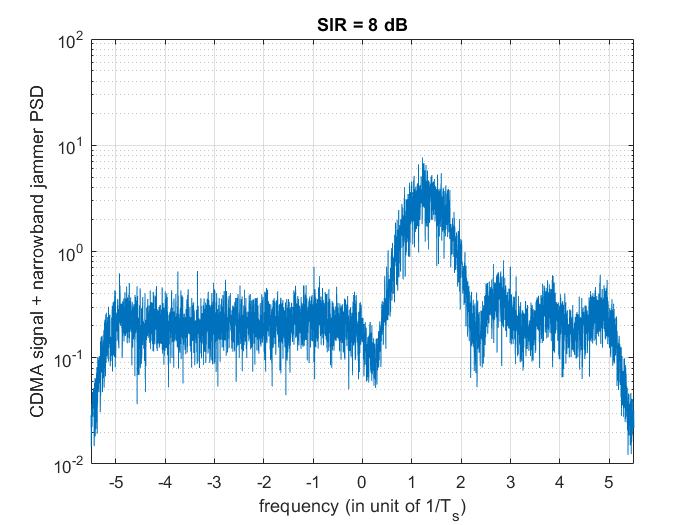 SIR = 8 dB
CDMA signal + narrowband jammer PSD
10^2
10^1
10^0
10^-1
10^-2
-5 -4 -3 -2 -1 0 1 2 3 4 5
frequency (in unit of 1/T_s)